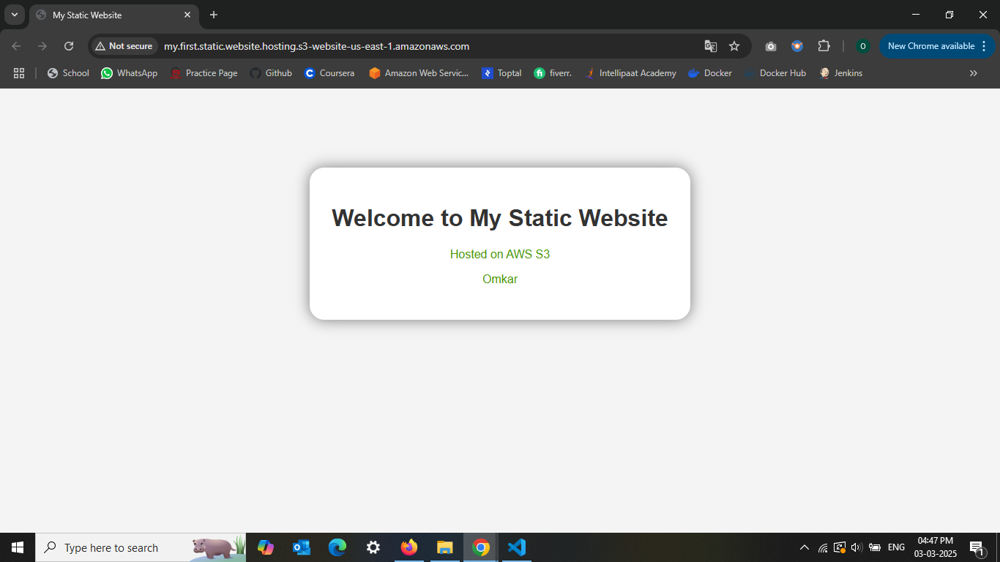 My Static Website
Not secure
my.first.static.website.hosting.s3-website-us-east-1.amazonaws.com
O
New Chrome available
School
WhatsApp
Practice Page
Github
Coursera
Amazon Web Servic...
Toptal
fiverr.
Intellipaat Academy
Docker
Docker Hub
Jenkins
Welcome to My Static Website
Hosted on AWS S3
Omkar
Type here to search
ENG
04:47 PM
03-03-2025
1